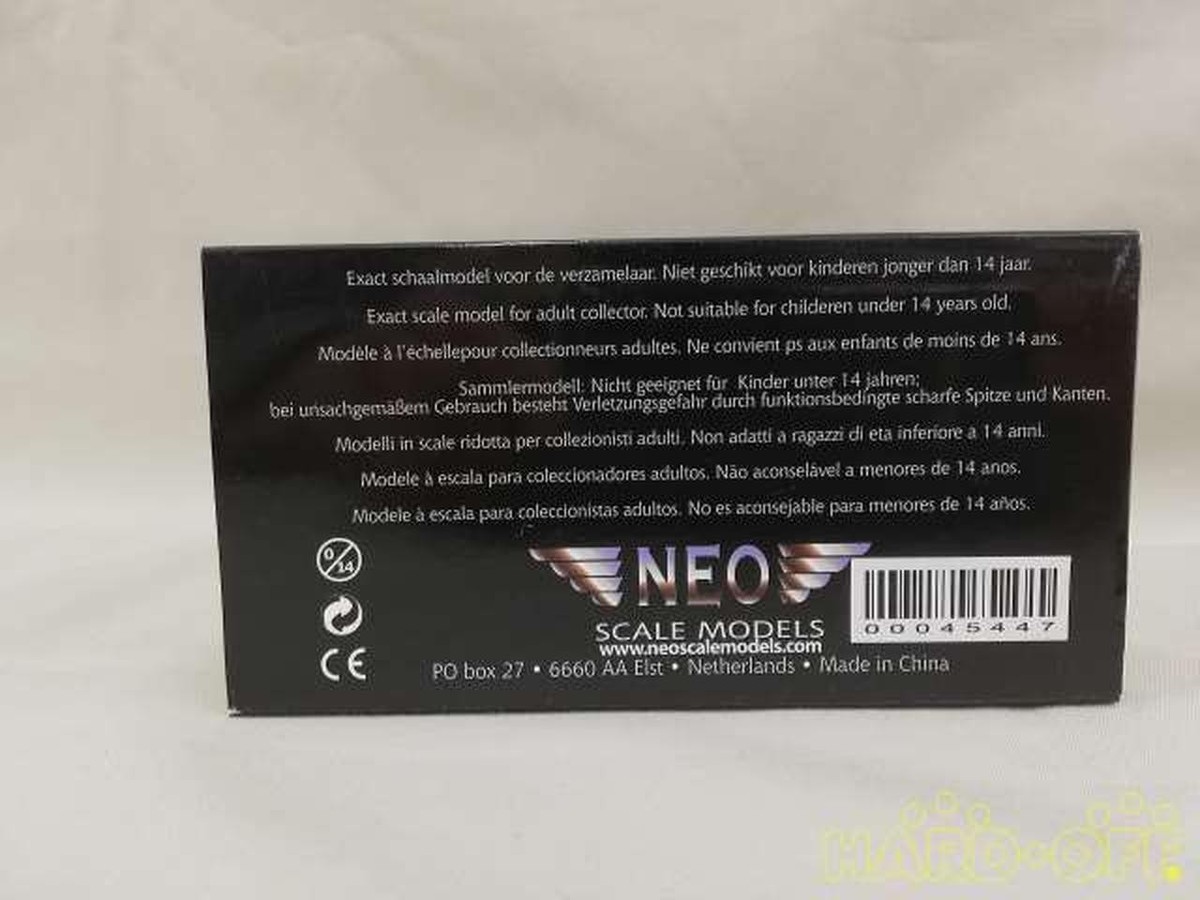 Exact schaalmodel voor de verzamelaar. Niet geschikt voor kinderen jonger dan 14 jaar.
Exact scale model for adult collector. Not suitable for childeren under 14 years old.
Modèle à l'échellepour collectionneurs adultes. Ne convient ps aux enfants de moins de 14 ans.
Sammlermodell: Nicht geeignet für Kinder unter 14 jahren;
bei unsachgemäßem Gebrauch besteht Verletzungsgefahr durch funktionsbedingte scharfe Spitze und Kanten.
Modelli in scale ridotta per collezionisti adulti. Non adatti a ragazzi di eta inferiore a 14 anni.
Modele à escala para coleccionadores adultos. Não aconselável a menores de 14 anos.
Modele à escala para coleccionistas adultos. No es aconsejable para menores de 14 años.
0/14
NEO
SCALE MODELS
www.neoscalemodels.com
00045447
CE
PO box 27 • 6660 AA Elst • Netherlands • Made in China
HARD-OFF